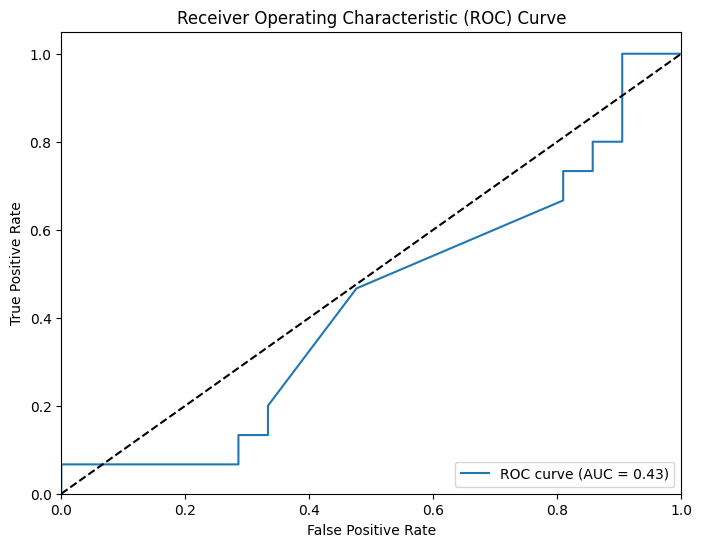 Receiver Operating Characteristic (ROC) Curve
True Positive Rate
1.0
0.8
0.6
0.4
0.2
0.0
ROC curve (AUC = 0.43)
0.0 0.2 0.4 0.6 0.8 1.0
False Positive Rate